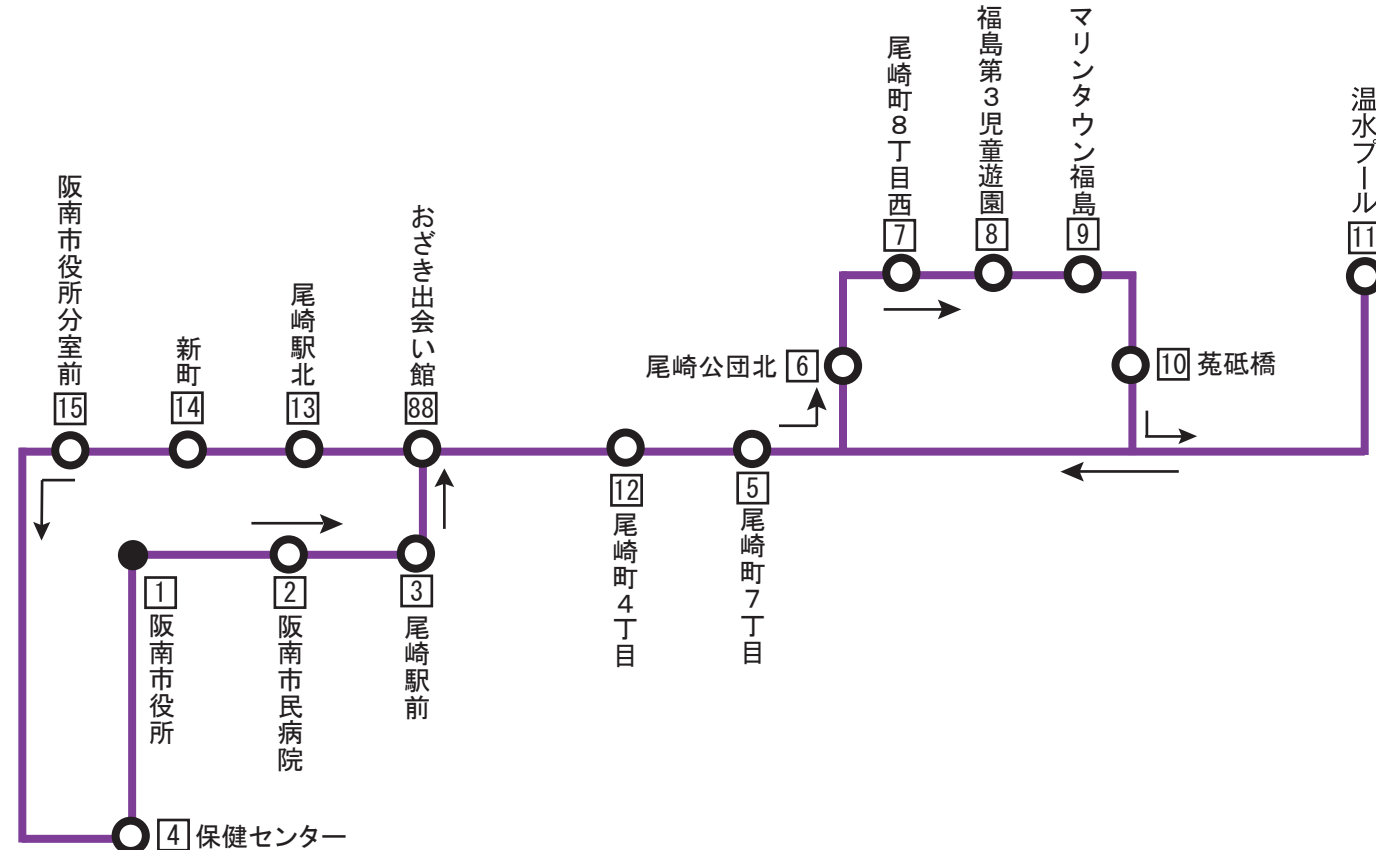 阪南市役所分室前
15
新町
14
尾崎駅北
13
おざき出会い館
88
尾崎町8丁目西
7
福島第3児童遊園
8
マリンタウン福島
9
温水プール
11
尾崎公団北 6
10 菟砥橋
12
尾崎町4丁目
5
尾崎町7丁目
1
阪南市役所
2
阪南市民病院
3
尾崎駅前
4 保健センター